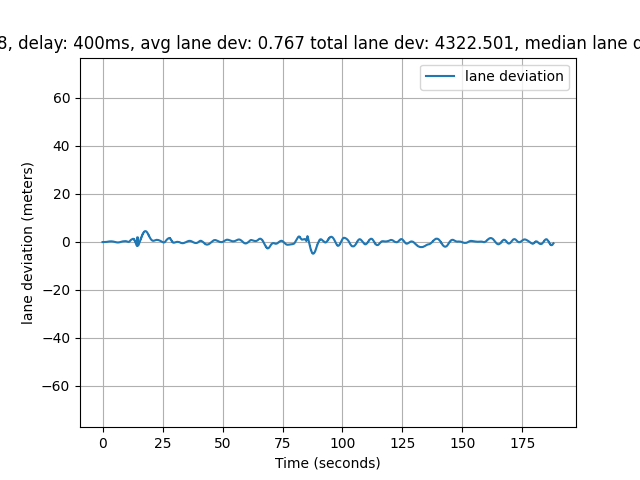 8, delay: 400ms, avg lane dev: 0.767 total lane dev: 4322.501, median lane d
lane deviation
60
40
20
0
−20
−40
−60
lane deviation (meters)
0 25 50 75 100 125 150 175
Time (seconds)